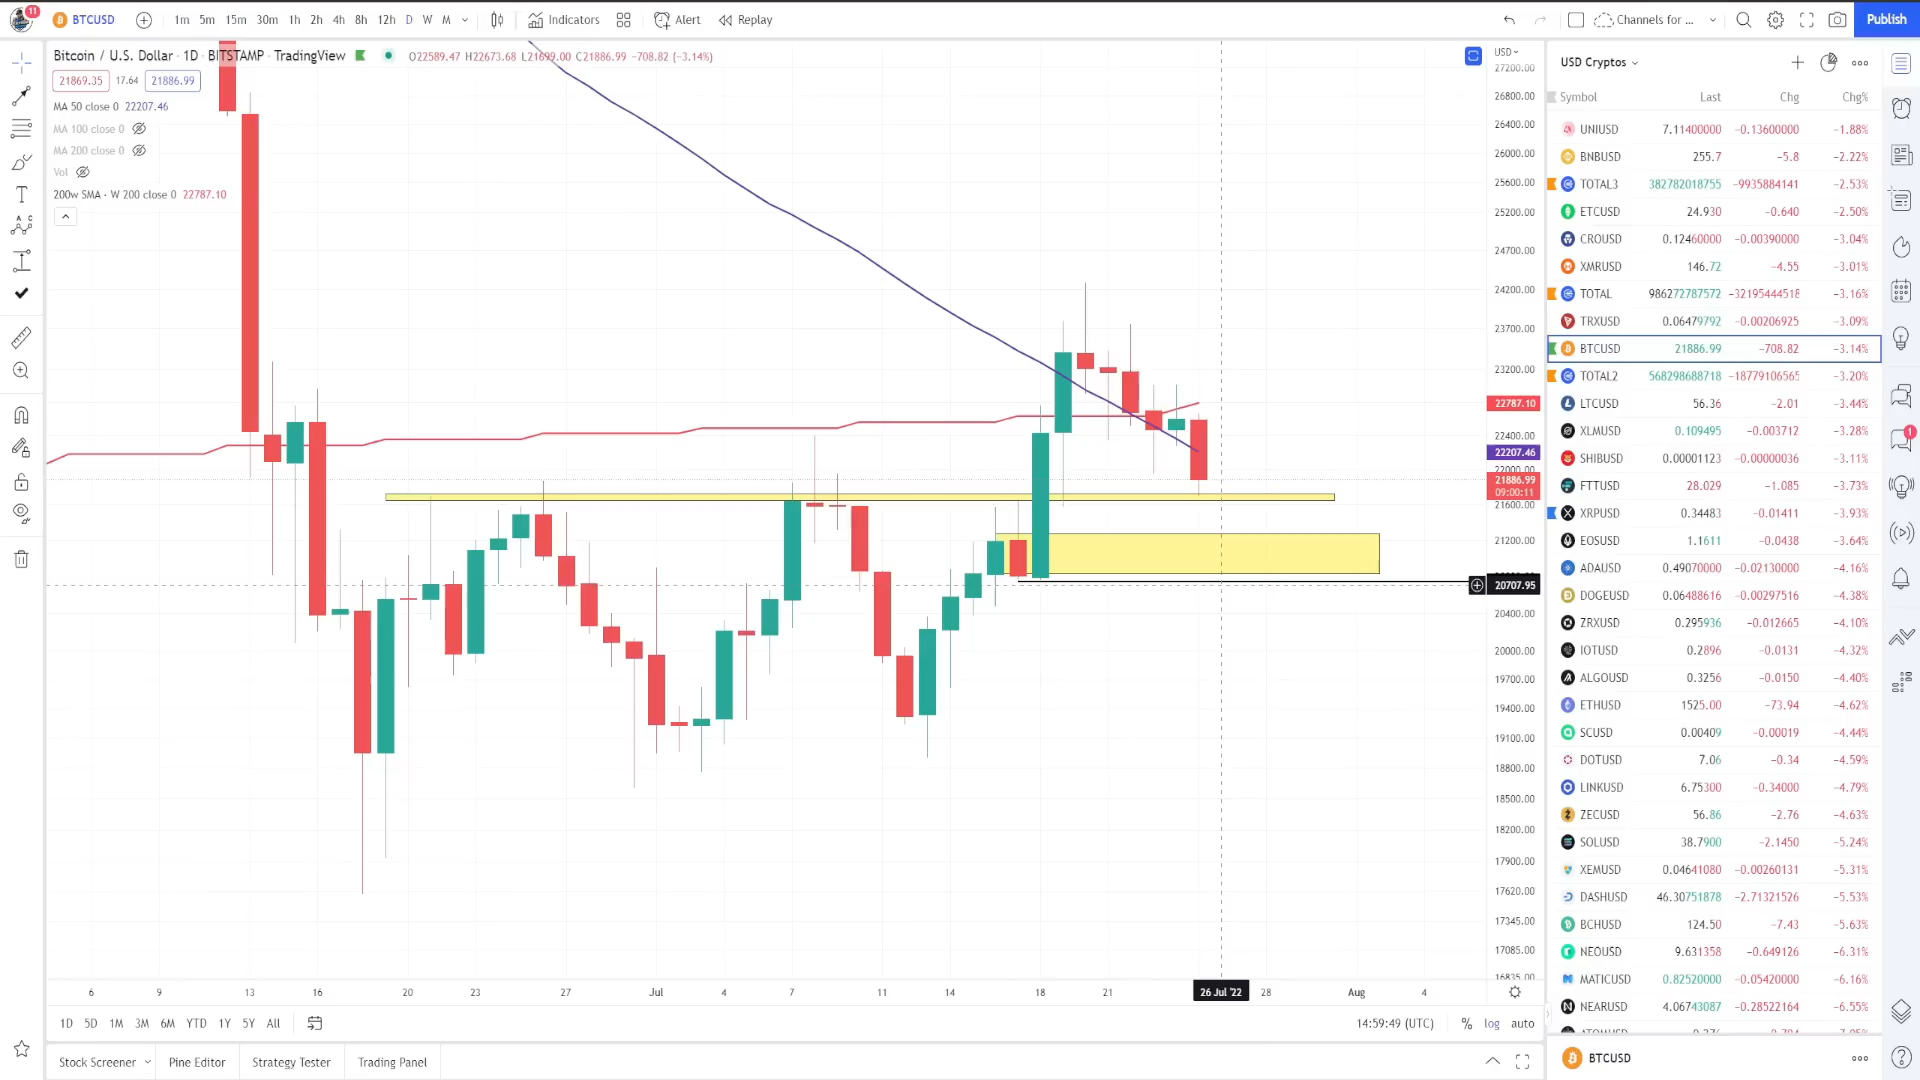 11
BTCUSD
1m 5m 15m 30m 1h 2h 4h 8h 12h D W M
Indicators
Alert
Replay
Channels for ...
Publish
Bitcoin / U.S. Dollar · 1D · BITSTAMP · TradingView
O22589.47 H22673.68 L21699.00 C21886.99 −708.82 (−3.14%)
21869.35 17.64 21886.99
MA 50 close 0 22207.46
MA 100 close 0
MA 200 close 0
Vol
200w SMA · W 200 close 0 22787.10
USD
27200.00
26800.00
26400.00
26000.00
25600.00
25200.00
24700.00
24200.00
23700.00
23200.00
22787.10
22400.00
22207.46
22000.00
21886.99
09:00:11
21600.00
21200.00
20707.95
20400.00
20000.00
19700.00
19400.00
19100.00
18800.00
18500.00
18200.00
17900.00
17620.00
17345.00
17085.00
16835.00
6 9 13 16 20 23 27 Jul 4 7 11 14 18 21 26 Jul '22 28 Aug 4
1D 5D 1M 3M 6M YTD 1Y 5Y All
14:59:49 (UTC) % log auto
Stock Screener Pine Editor Strategy Tester Trading Panel
USD Cryptos
Symbol Last Chg Chg%
UNIUSD 7.11400000 −0.13600000 −1.88%
BNBUSD 255.7 −5.8 −2.22%
TOTAL3 382782018755 −9935884141 −2.53%
ETCUSD 24.930 −0.640 −2.50%
CROUSD 0.12460000 −0.00390000 −3.04%
XMRUSD 146.72 −4.55 −3.01%
TOTAL 986272787572 −32195444518 −3.16%
TRXUSD 0.06479792 −0.00206925 −3.09%
BTCUSD 21886.99 −708.82 −3.14%
TOTAL2 568298688718 −18779106565 −3.20%
LTCUSD 56.36 −2.01 −3.44%
XLMUSD 0.109495 −0.003712 −3.28%
SHIBUSD 0.00001123 −0.00000036 −3.11%
FTTUSD 28.029 −1.085 −3.73%
XRPUSD 0.34483 −0.01411 −3.93%
EOSUSD 1.1611 −0.0438 −3.64%
ADAUSD 0.49070000 −0.02130000 −4.16%
DOGEUSD 0.06488616 −0.00297516 −4.38%
ZRXUSD 0.295936 −0.012665 −4.10%
IOTUSD 0.2896 −0.0131 −4.32%
ALGOUSD 0.3256 −0.0150 −4.40%
ETHUSD 1525.00 −73.94 −4.62%
SCUSD 0.00409 −0.00019 −4.44%
DOTUSD 7.06 −0.34 −4.59%
LINKUSD 6.75300 −0.34000 −4.79%
ZECUSD 56.86 −2.76 −4.63%
SOLUSD 38.7900 −2.1450 −5.24%
XEMUSD 0.04641080 −0.00260131 −5.31%
DASHUSD 46.30751878 −2.71321526 −5.53%
BCHUSD 124.50 −7.43 −5.63%
NEOUSD 9.631358 −0.649126 −6.31%
MATICUSD 0.82520000 −0.05420000 −6.16%
NEARUSD 4.06743087 −0.28522164 −6.55%
BTCUSD
1